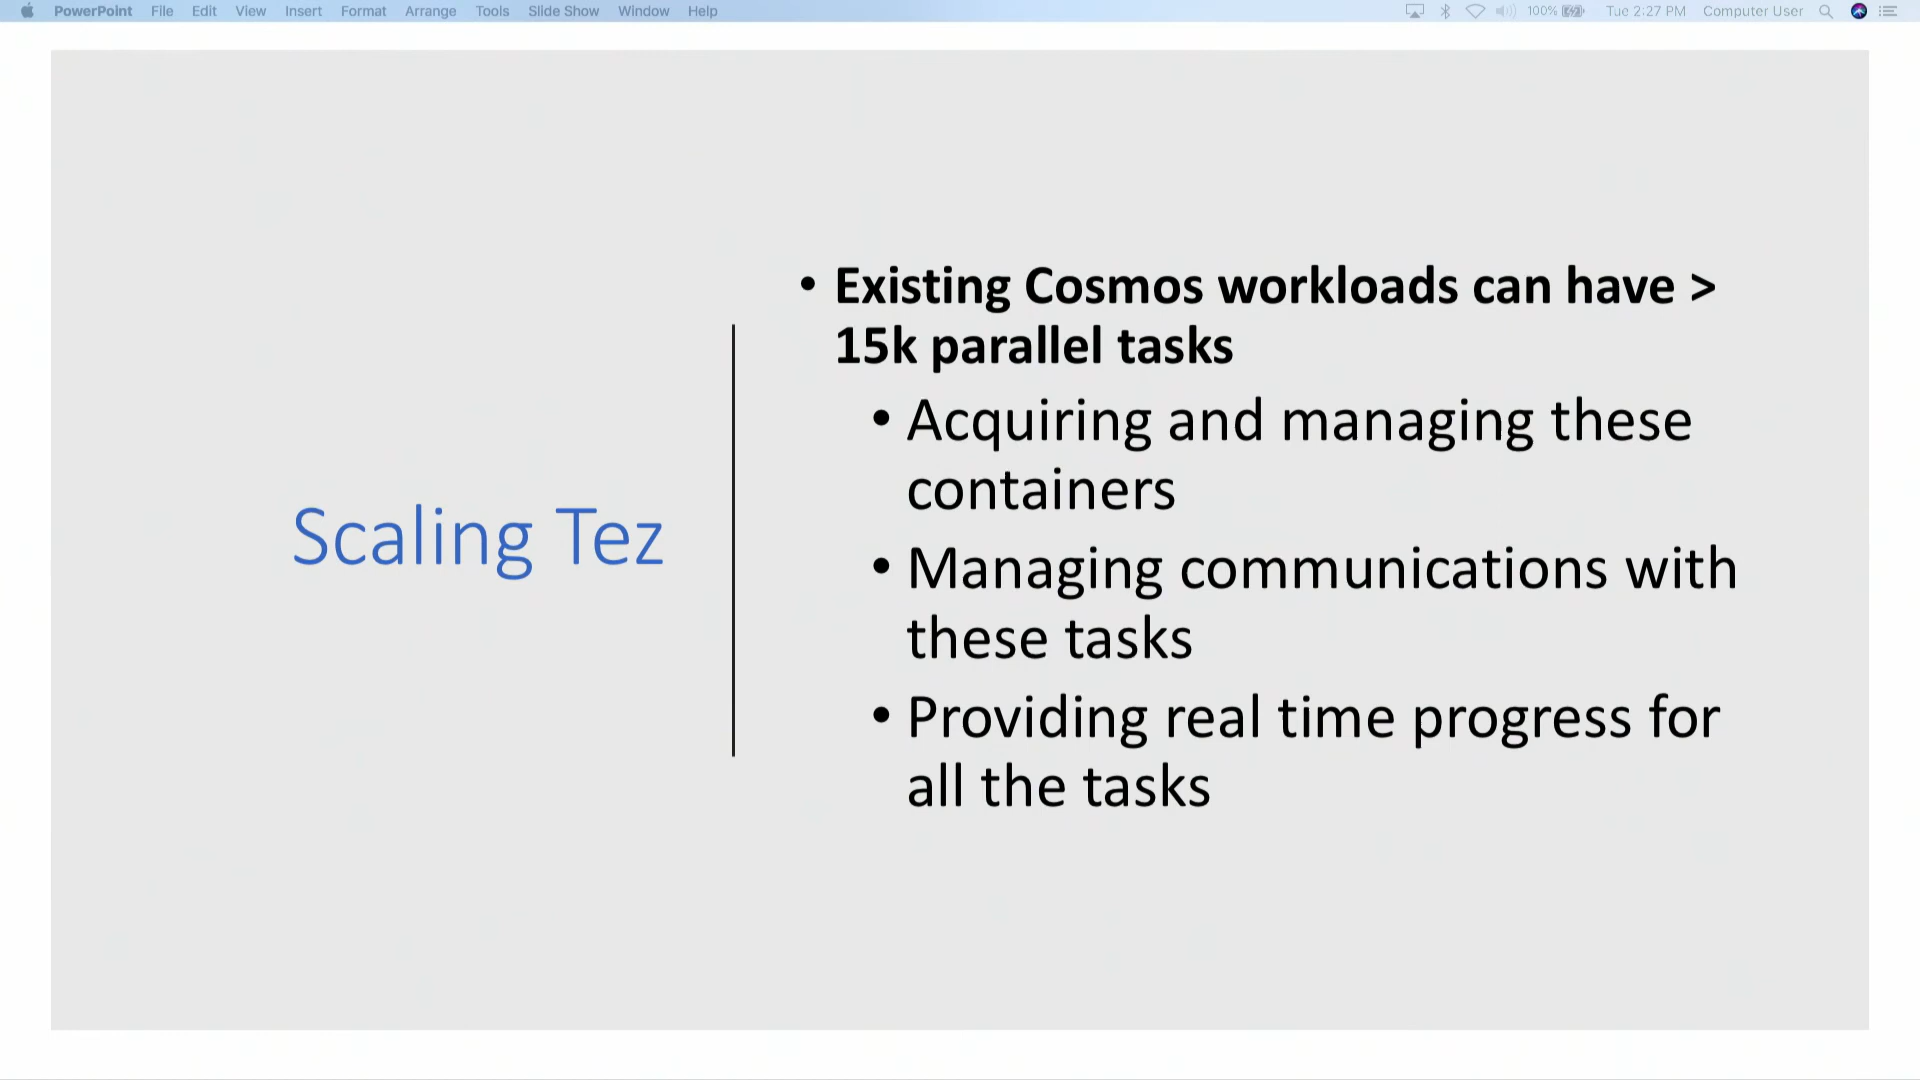 PowerPoint File Edit View Insert Format Arrange Tools Slide Show Window Help 100% Tue 2:27 PM Computer User
Scaling Tez
• Existing Cosmos workloads can have >
15k parallel tasks
• Acquiring and managing these
containers
• Managing communications with
these tasks
• Providing real time progress for
all the tasks